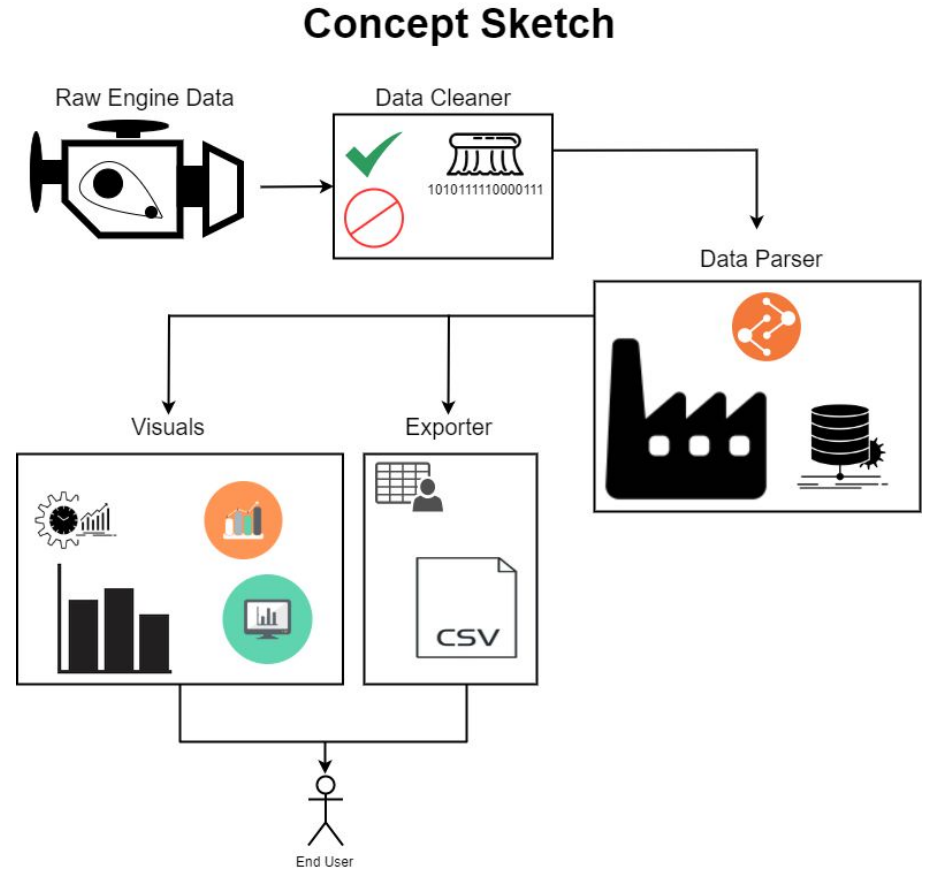 Concept Sketch
Raw Engine Data
Data Cleaner
1010111110000111
Data Parser
Visuals
Exporter
CSV
End User